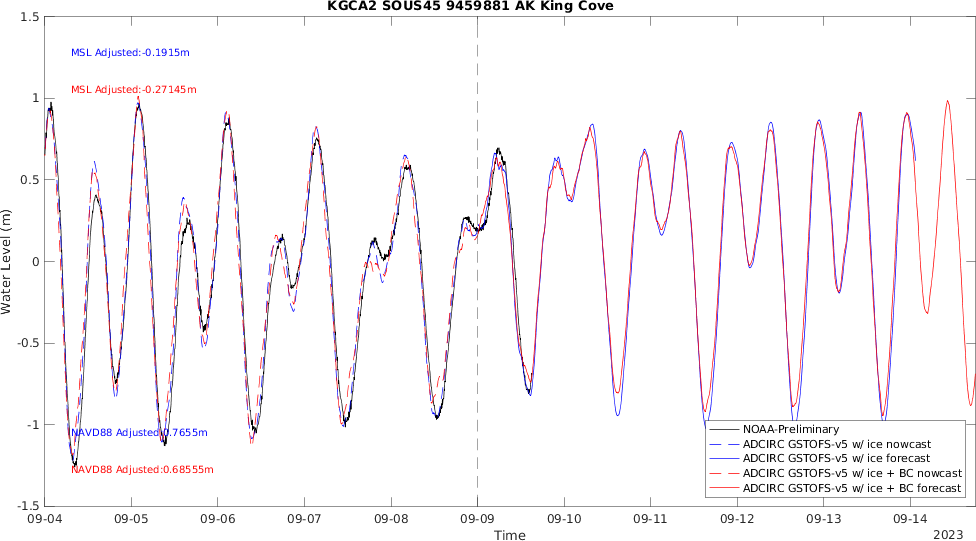 KGCA2 SOUS45 9459881 AK King Cove
1.5
1
0.5
0
-0.5
-1
-1.5
Water Level (m)
MSL Adjusted:-0.1915m
MSL Adjusted:-0.27145m
NAVD88 Adjusted:0.7655m
NAVD88 Adjusted:0.68555m
NOAA-Preliminary
ADCIRC GSTOFS-v5 w/ ice nowcast
ADCIRC GSTOFS-v5 w/ ice forecast
ADCIRC GSTOFS-v5 w/ ice + BC nowcast
ADCIRC GSTOFS-v5 w/ ice + BC forecast
09-04 09-05 09-06 09-07 09-08 09-09 09-10 09-11 09-12 09-13 09-14
Time
2023